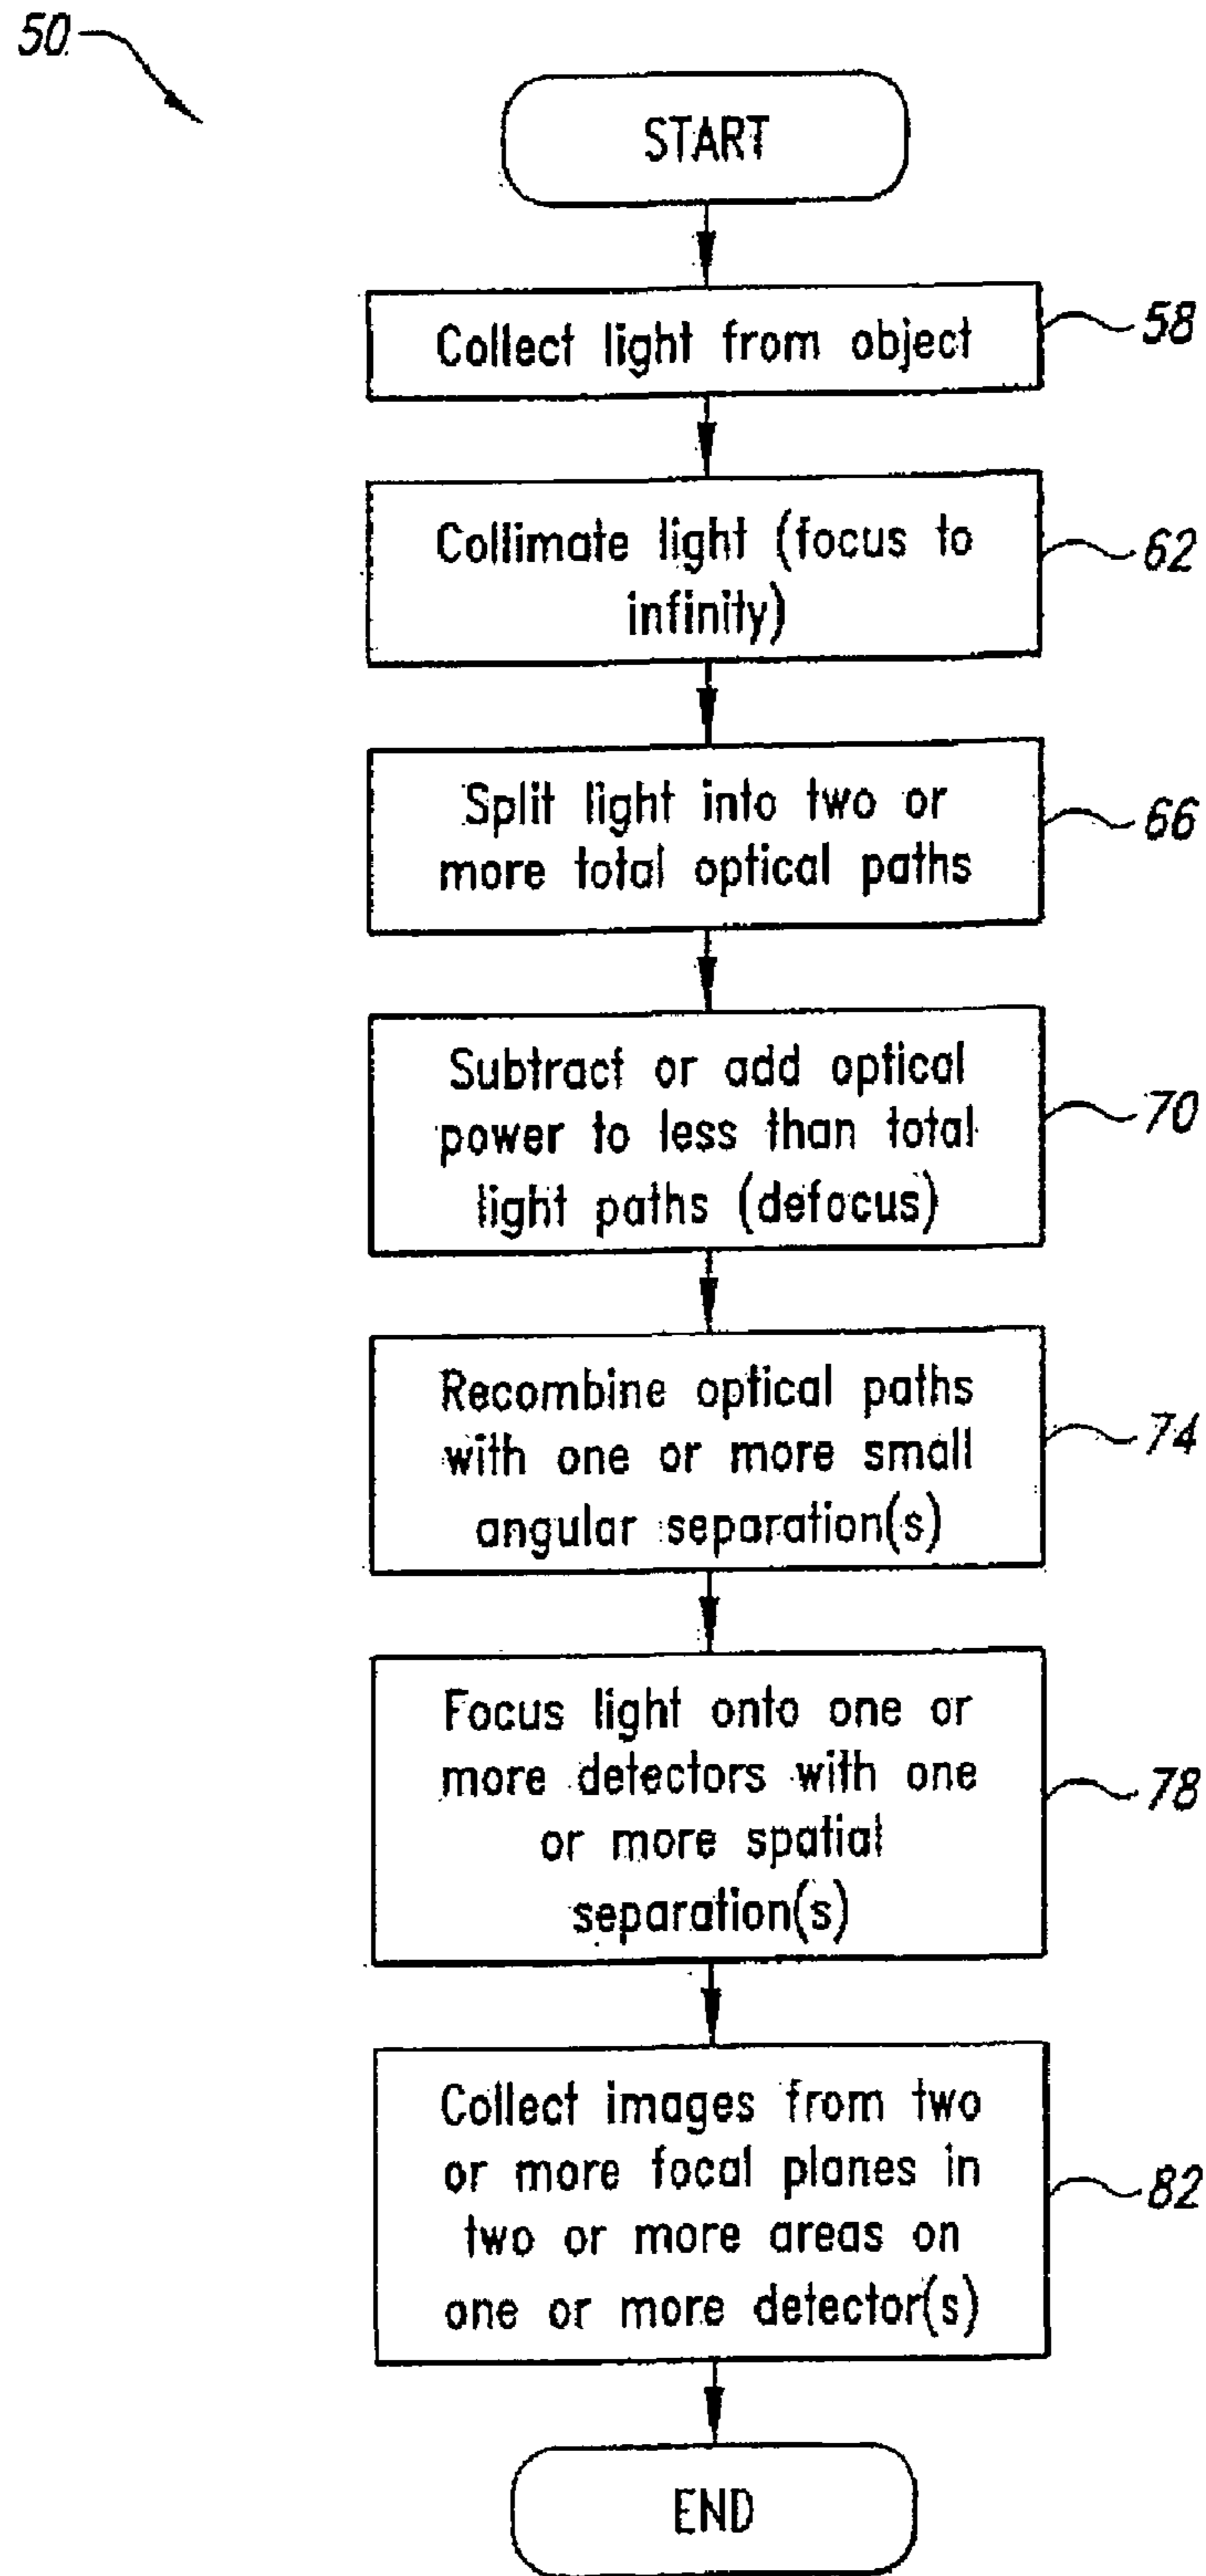 50
START
Collect light from object
58
Collimate light (focus to
infinity)
62
Split light into two or
more total optical paths
66
Subtract or add optical
power to less than total
light paths (defocus)
70
Recombine optical paths
with one or more small
angular separation(s)
74
Focus light onto one or
more detectors with one
or more spatial
separation(s)
78
Collect images from two
or more focal planes in
two or more areas on
one or more detector(s)
82
END